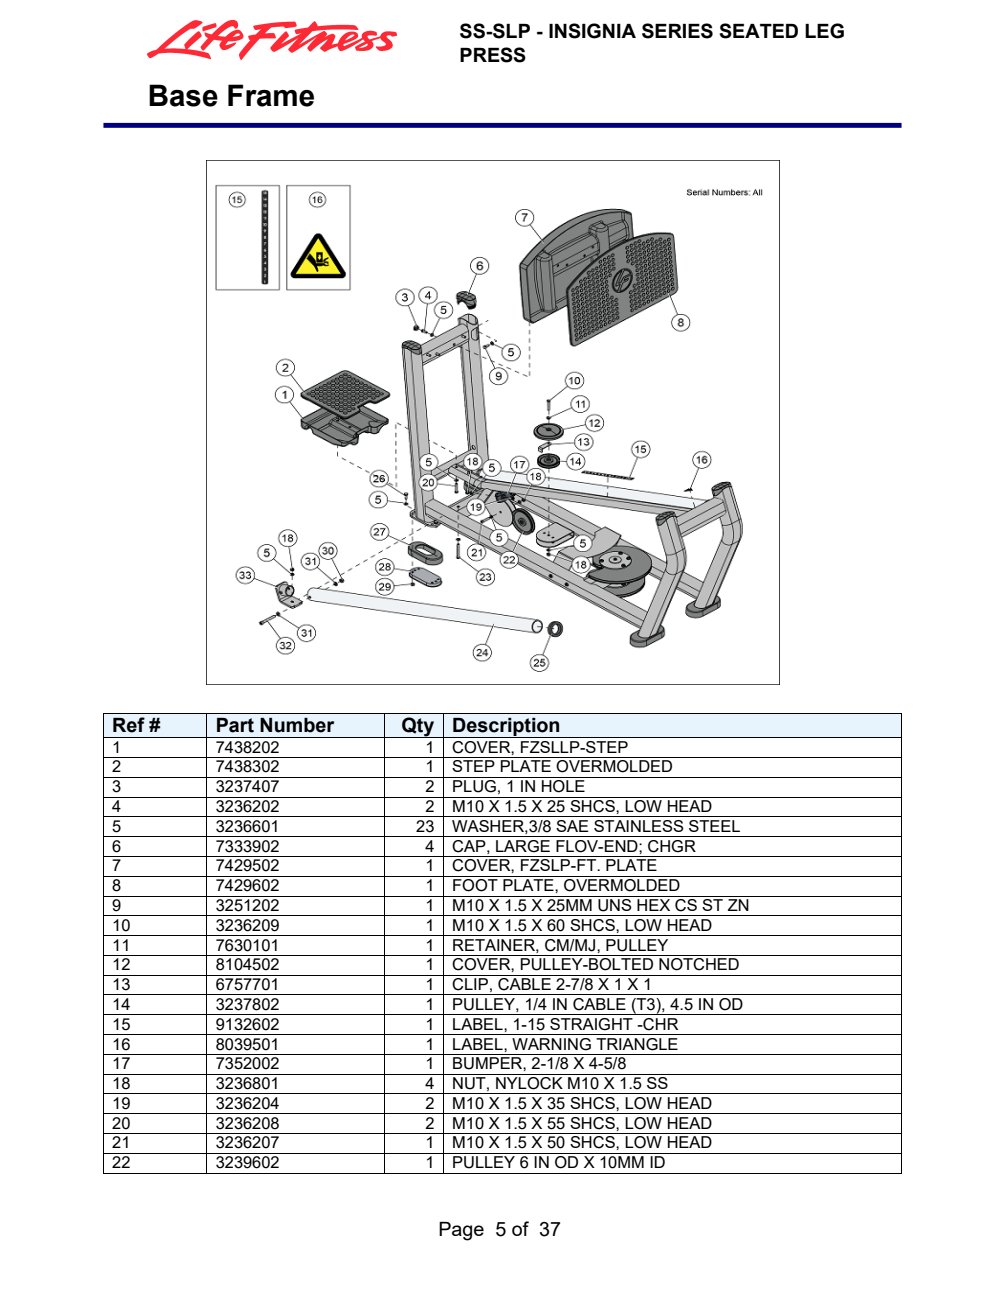 Life Fitness
SS-SLP - INSIGNIA SERIES SEATED LEG
PRESS
Base Frame
Serial Numbers: All
15
16
7
6
3
4
5
8
5
9
2
1
10
11
12
13
14
15
16
5
18
5
17
18
26
20
5
19
27
5
21
22
5
18
18
5
30
31
33
28
29
23
31
32
24
25
Ref # Part Number Qty Description
1 7438202 1 COVER, FZSLLP-STEP
2 7438302 1 STEP PLATE OVERMOLDED
3 3237407 2 PLUG, 1 IN HOLE
4 3236202 2 M10 X 1.5 X 25 SHCS, LOW HEAD
5 3236601 23 WASHER,3/8 SAE STAINLESS STEEL
6 7333902 4 CAP, LARGE FLOV-END; CHGR
7 7429502 1 COVER, FZSLP-FT. PLATE
8 7429602 1 FOOT PLATE, OVERMOLDED
9 3251202 1 M10 X 1.5 X 25MM UNS HEX CS ST ZN
10 3236209 1 M10 X 1.5 X 60 SHCS, LOW HEAD
11 7630101 1 RETAINER, CM/MJ, PULLEY
12 8104502 1 COVER, PULLEY-BOLTED NOTCHED
13 6757701 1 CLIP, CABLE 2-7/8 X 1 X 1
14 3237802 1 PULLEY, 1/4 IN CABLE (T3), 4.5 IN OD
15 9132602 1 LABEL, 1-15 STRAIGHT -CHR
16 8039501 1 LABEL, WARNING TRIANGLE
17 7352002 1 BUMPER, 2-1/8 X 4-5/8
18 3236801 4 NUT, NYLOCK M10 X 1.5 SS
19 3236204 2 M10 X 1.5 X 35 SHCS, LOW HEAD
20 3236208 2 M10 X 1.5 X 55 SHCS, LOW HEAD
21 3236207 1 M10 X 1.5 X 50 SHCS, LOW HEAD
22 3239602 1 PULLEY 6 IN OD X 10MM ID
Page 5 of 37